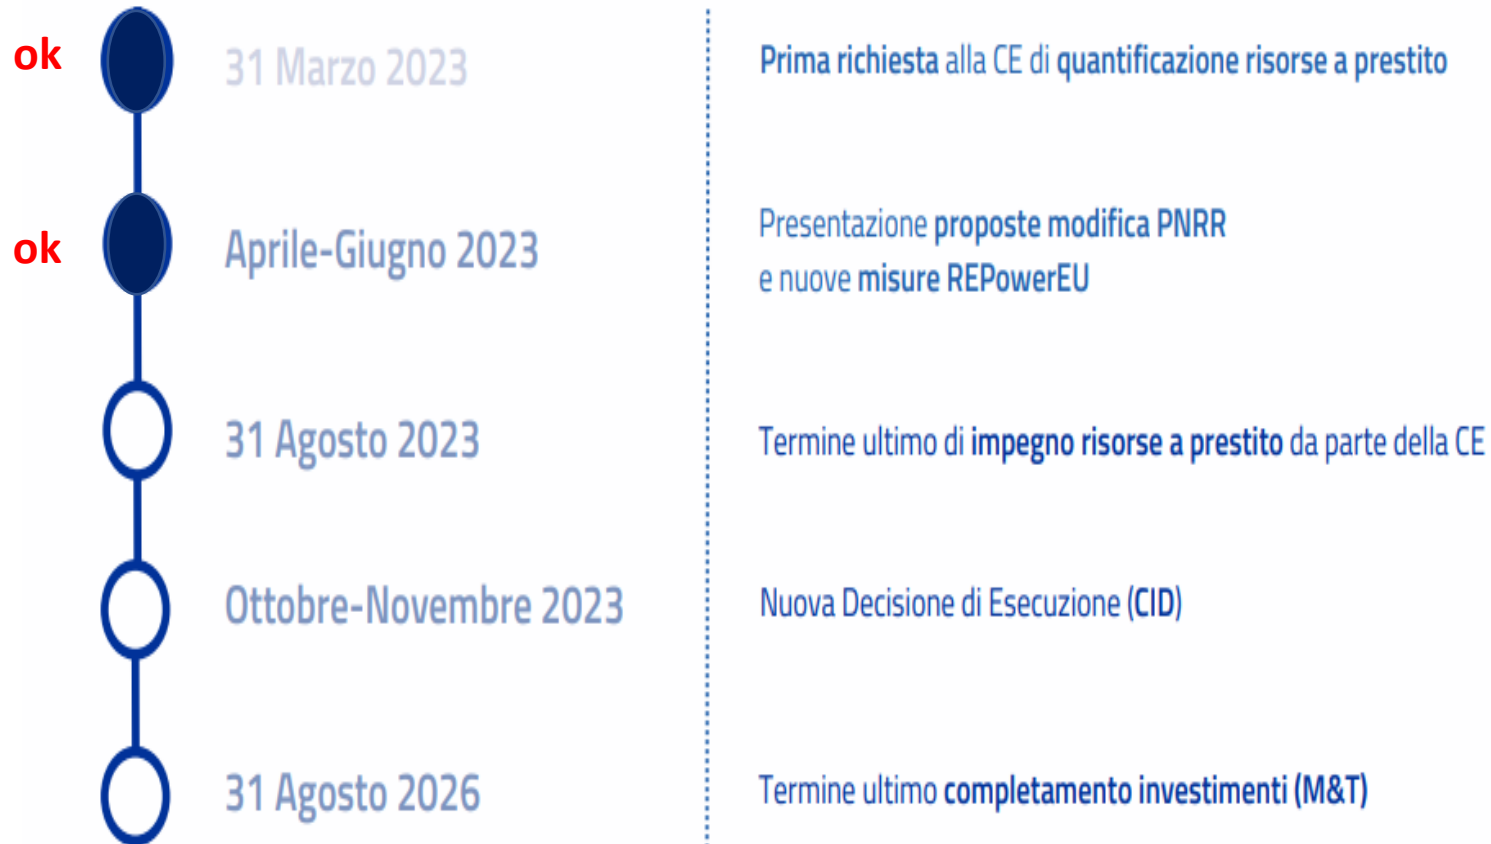 ok
31 Marzo 2023
Prima richiesta alla CE di quantificazione risorse a prestito
ok
Aprile-Giugno 2023
Presentazione proposte modifica PNRR
e nuove misure REPowerEU
31 Agosto 2023
Termine ultimo di impegno risorse a prestito da parte della CE
Ottobre-Novembre 2023
Nuova Decisione di Esecuzione (CID)
31 Agosto 2026
Termine ultimo completamento investimenti (M&T)